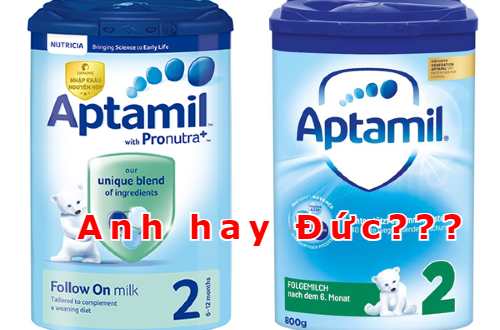 NUTRICIA
Bringing Science to Early Life
NHẬP KHẨU
NGUYÊN HỘP
Aptamil
with Pronutra+
our
unique blend
of ingredients
Follow On milk
Tailored to complement
a weaning diet
2
6-12 months
Aptamil
FOLGEMILCH
nach dem 6. Monat
2
800g
Anh hay Đức???